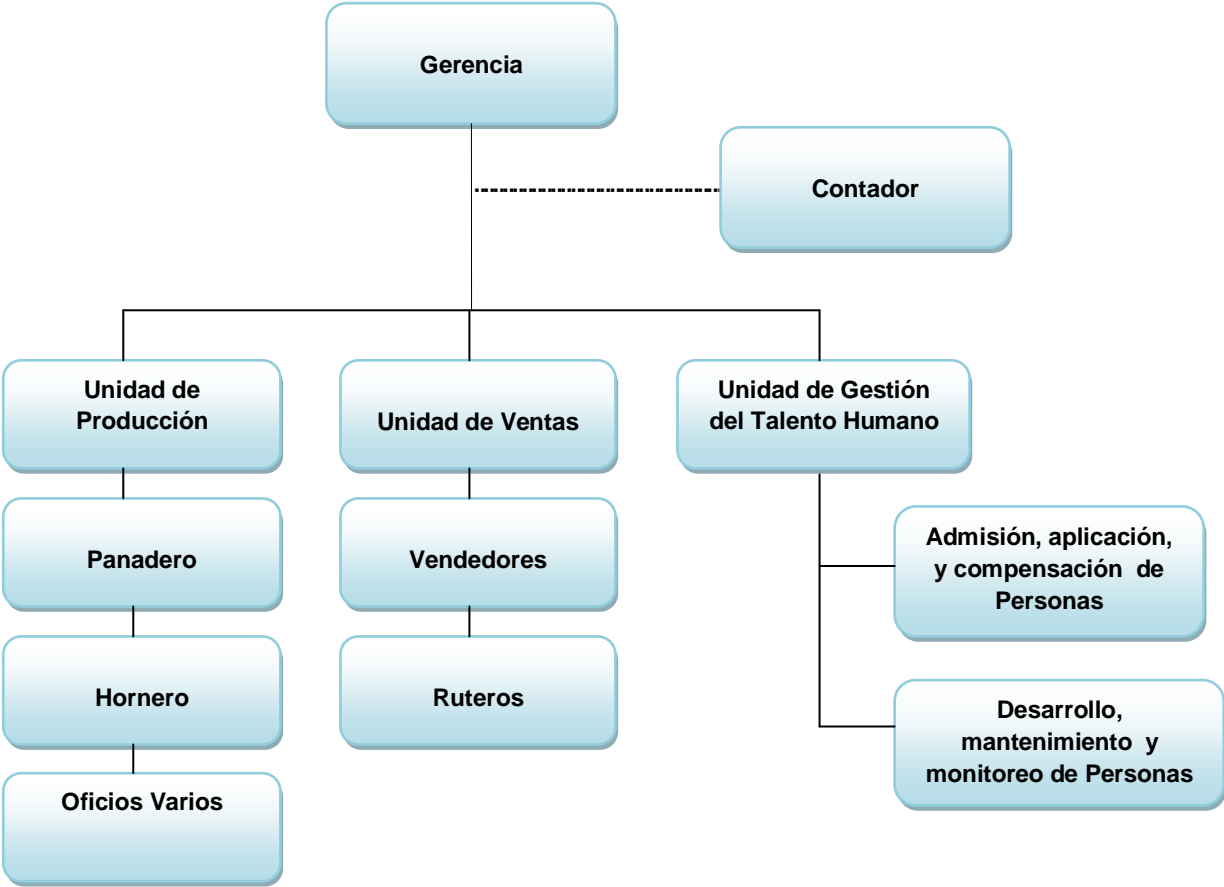 Gerencia
Contador
Unidad de
Producción
Unidad de Ventas
Unidad de Gestión
del Talento Humano
Panadero
Vendedores
Admisión, aplicación,
y compensación de
Personas
Hornero
Ruteros
Desarrollo,
mantenimiento y
monitoreo de Personas
Oficios Varios